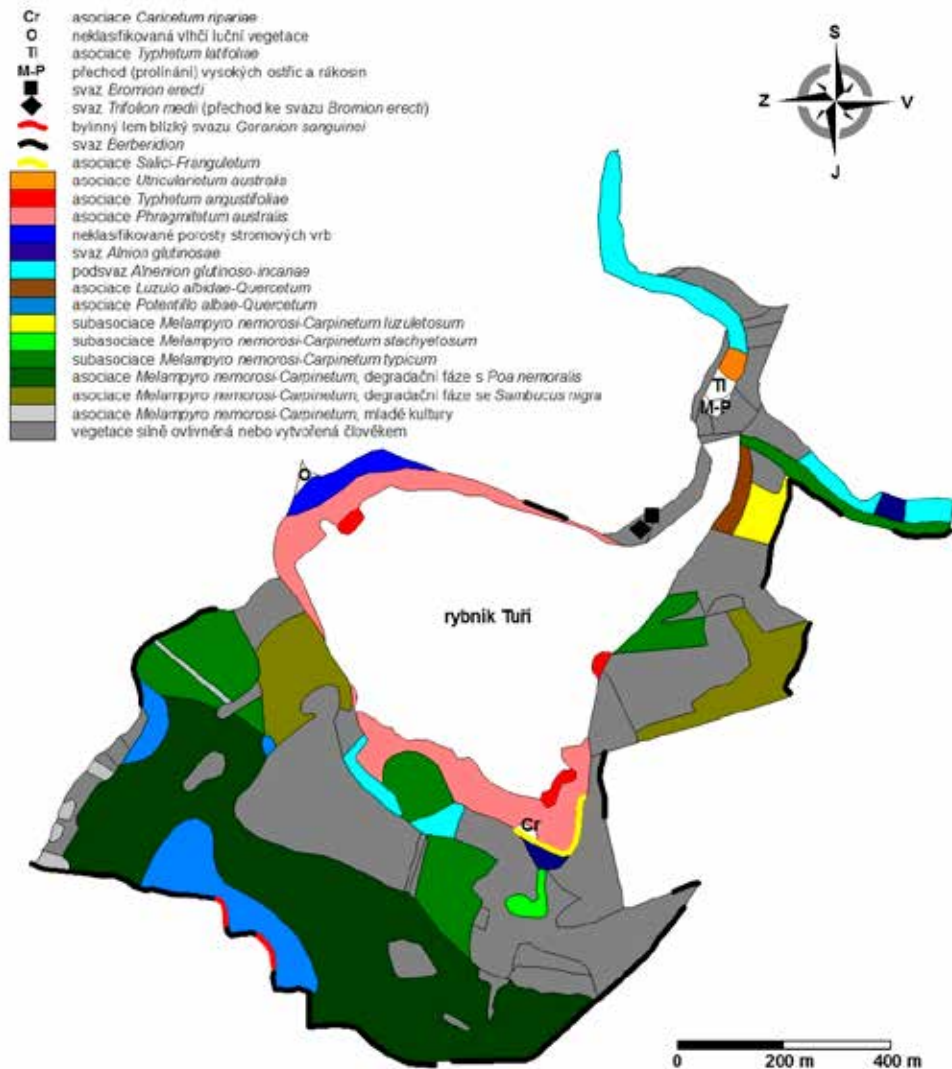 Cr asociace Caricetum ripariae
O neklasifikovaná vlhčí luční vegetace
Tl asociace Typhetum latifoliae
M-P přechod (prolínání) vysokých ostřic a rákosin
svaz Bromion erecti
svaz Trifolion medii (přechod ke svazu Bromion erecti)
bylinný lem blízký svazu Geranion sanguinei
svaz Berberidion
asociace Salici-Franguletum
asociace Utricularietum australis
asociace Typhetum angustifoliae
asociace Phragmitetum australis
neklasifikované porosty stromových vrb
svaz Alnion glutinosae
podsvaz Alnenion glutinoso-incanae
asociace Luzulo albidae-Quercetum
asociace Potentillo albae-Quercetum
subasociace Melampyro nemorosi-Carpinetum luzuletosum
subasociace Melampyro nemorosi-Carpinetum stachyetosum
subasociace Melampyro nemorosi-Carpinetum typicum
asociace Melampyro nemorosi-Carpinetum, degradační fáze s Poa nemoralis
asociace Melampyro nemorosi-Carpinetum, degradační fáze se Sambucus nigra
asociace Melampyro nemorosi-Carpinetum, mladé kultury
vegetace silně ovlivněná nebo vytvořená člověkem
S
Z V
J
Tl
M-P
O
rybník Tuří
Cr
0 200 m 400 m